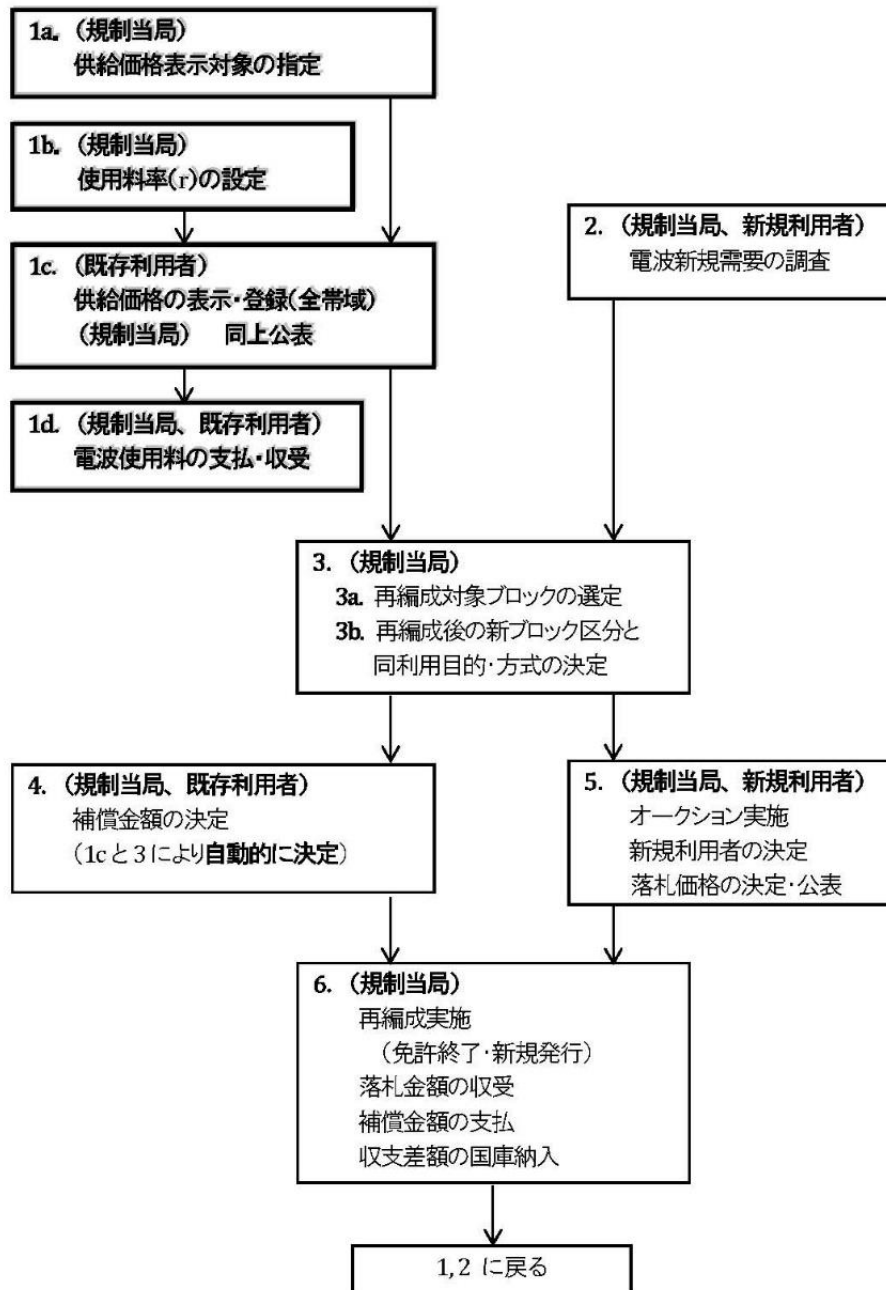 1a. (規制当局)
供給価格表示対象の指定
1b. (規制当局)
使用料率(r)の設定
1c. (既存利用者)
供給価格の表示・登録(全帯域)
(規制当局) 同上公表
1d. (規制当局、既存利用者)
電波使用料の支払・収受
2. (規制当局、新規利用者)
電波新規需要の調査
3. (規制当局)
3a. 再編成対象ブロックの選定
3b. 再編成後の新ブロック区分と
同利用目的・方式の決定
4. (規制当局、既存利用者)
補償金額の決定
(1cと3により自動的に決定)
5. (規制当局、新規利用者)
オークション実施
新規利用者の決定
落札価格の決定・公表
6. (規制当局)
再編成実施
(免許終了・新規発行)
落札金額の収受
補償金額の支払
収支差額の国庫納入
1,2 に戻る